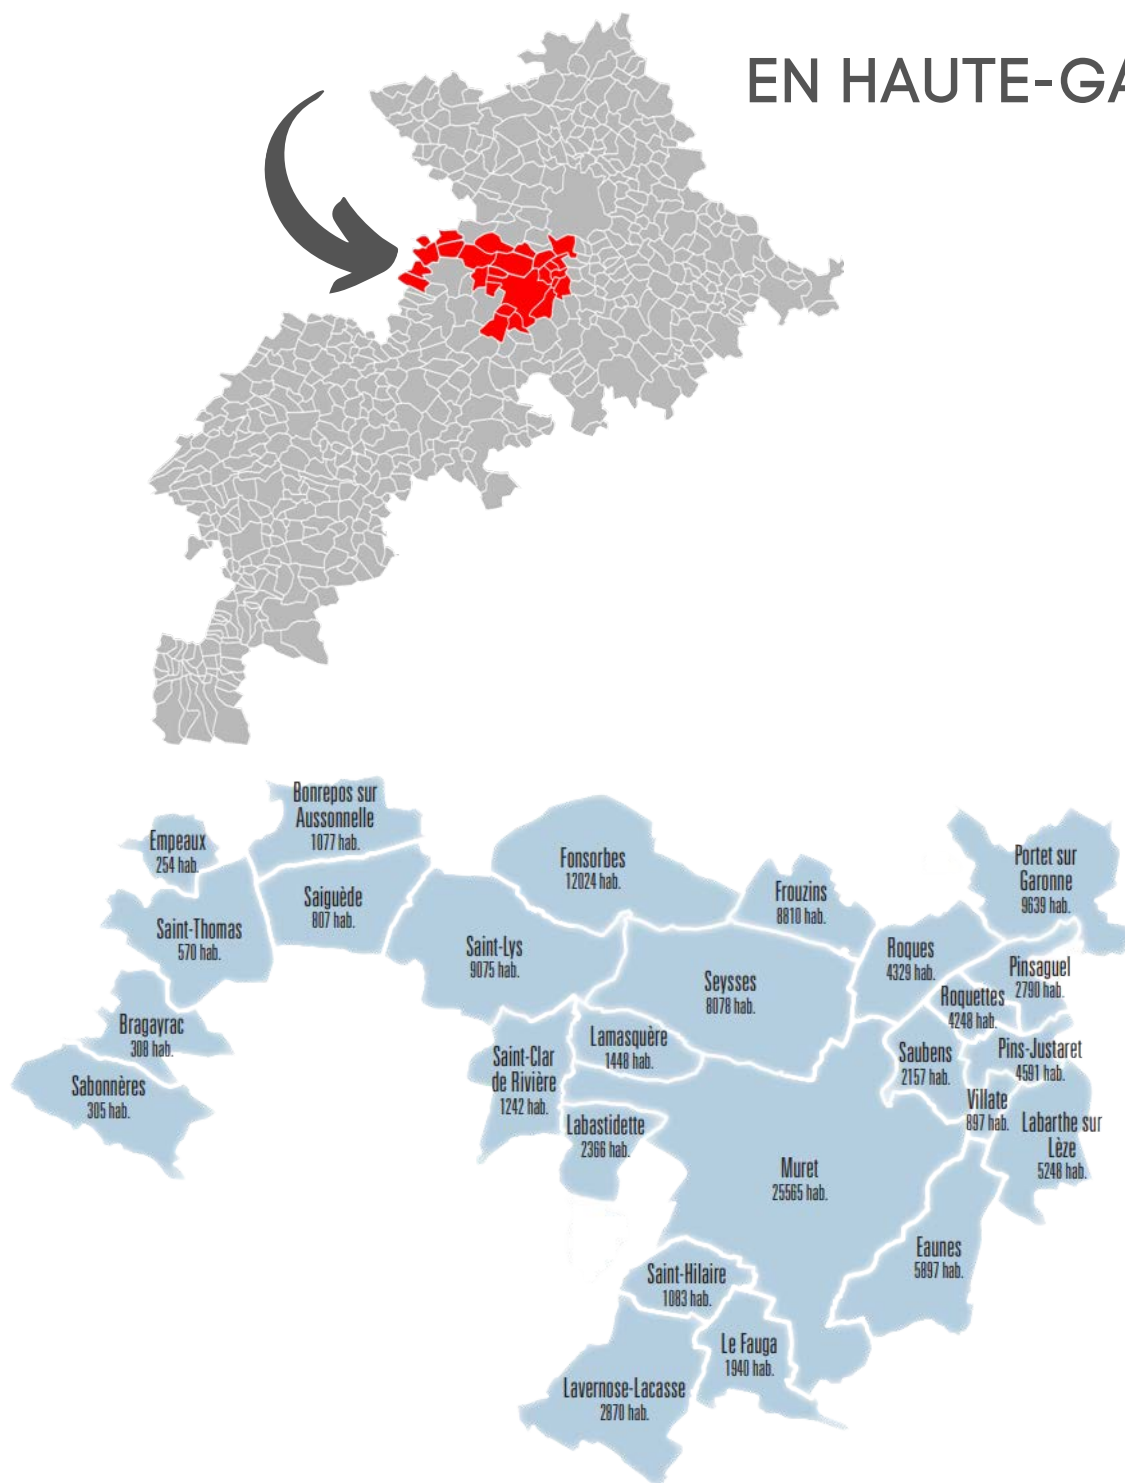 EN HAUTE-GA
Bonrepos sur
Aussonnelle
1077 hab.
Empeaux
254 hab.
Fonsorbes
12024 hab.
Portet sur
Garonne
9639 hab.
Saiguède
807 hab.
Frouzins
8810 hab.
Saint-Thomas
570 hab.
Saint-Lys
9075 hab.
Roques
4329 hab.
Pinsaguel
2790 hab.
Seysses
8078 hab.
Roquettes
4248 hab.
Bragayrac
308 hab.
Lamasquère
1448 hab.
Saint-Clar
de Rivière
1242 hab.
Saubens
2157 hab.
Pins-Justaret
4591 hab.
Sabonnères
305 hab.
Villate
897 hab.
Labastidette
2366 hab.
Labarthe sur
Lèze
5248 hab.
Muret
25565 hab.
Eaunes
5897 hab.
Saint-Hilaire
1083 hab.
Le Fauga
1940 hab.
Lavernose-Lacasse
2870 hab.